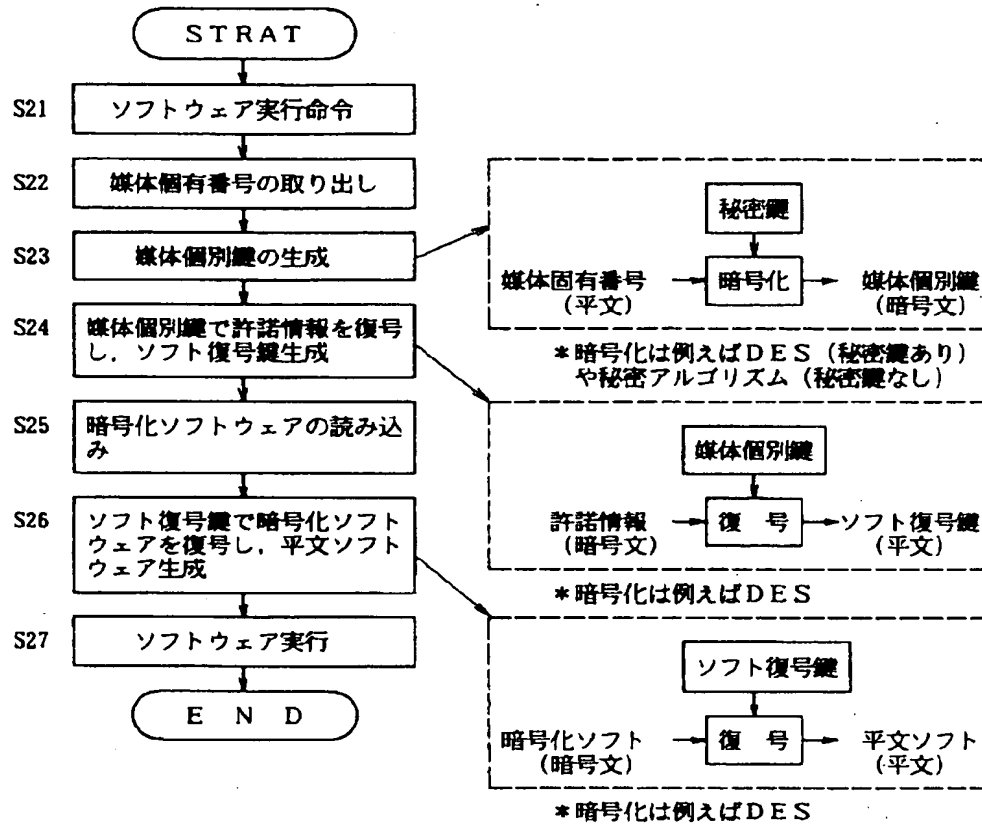 STRAT
S21
ソフトウェア実行命令
S22
媒体個有番号の取り出し
S23
媒体個別鍵の生成
S24
媒体個別鍵で許諾情報を復号
し，ソフト復号鍵生成
S25
暗号化ソフトウェアの読み込
み
S26
ソフト復号鍵で暗号化ソフト
ウェアを復号し，平文ソフト
ウェア生成
S27
ソフトウェア実行
END
秘密鍵
媒体固有番号
(平文)
暗号化
媒体個別鍵
(暗号文)
*暗号化は例えばDES (秘密鍵あり)
や秘密アルゴリズム (秘密鍵なし)
媒体個別鍵
許諾情報
(暗号文)
復号
ソフト復号鍵
(平文)
*暗号化は例えばDES
ソフト復号鍵
暗号化ソフト
(暗号文)
復号
平文ソフト
(平文)
*暗号化は例えばDES